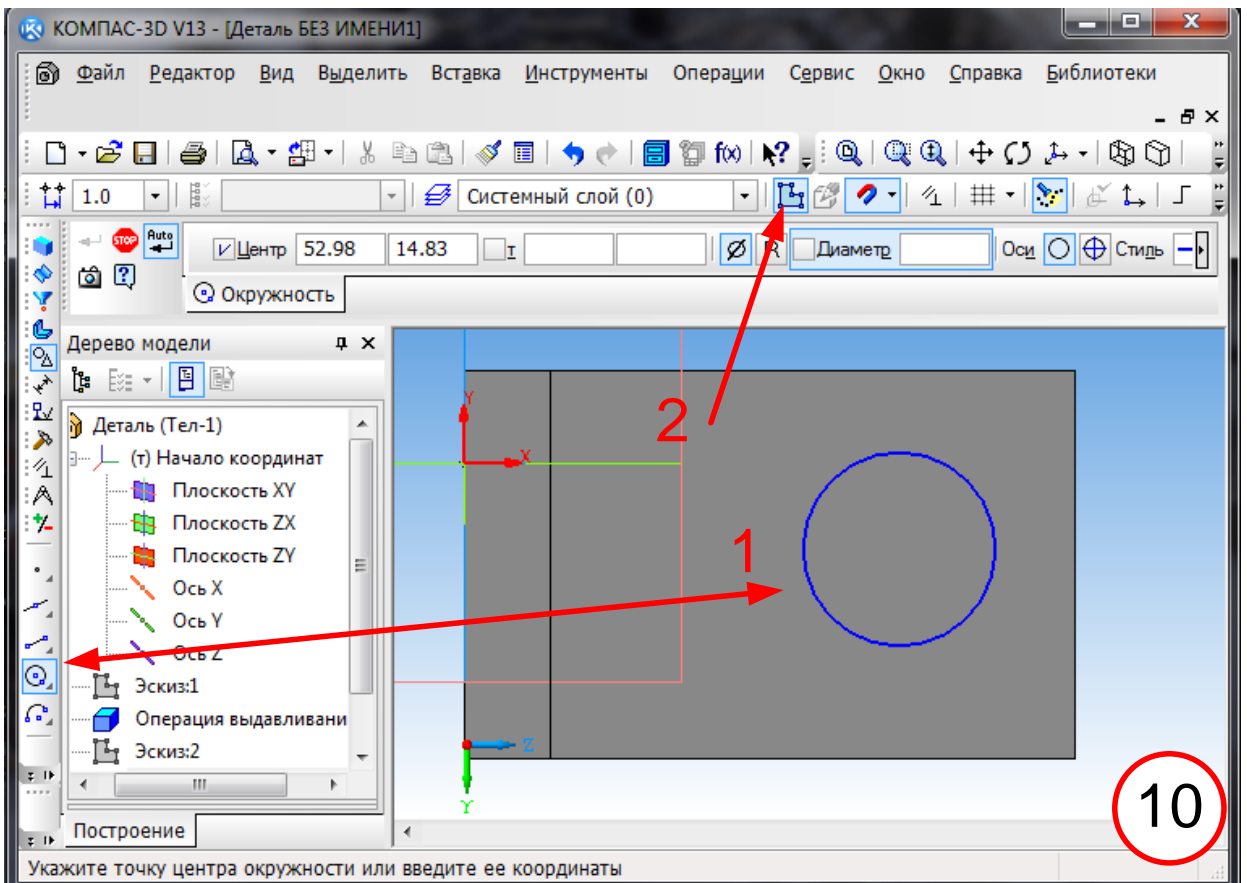 КОМПАС-3D V13 - [Деталь БЕЗ ИМЕНИ1]
Файл Редактор Вид Выделить Вставка Инструменты Операции Сервис Окно Справка Библиотеки
f(x)
1.0 Системный слой (0)
STOP Auto Центр 52.98 14.83 т Ø R Диаметр Оси Стиль
Окружность
Дерево модели
Деталь (Тел-1)
(т) Начало координат
Плоскость XY
Плоскость ZX
Плоскость ZY
Ось X
Ось Y
Ось Z
Эскиз:1
Операция выдавливани
Эскиз:2
Построение
Y
X
2
1
Z
Y
10
Укажите точку центра окружности или введите ее координаты